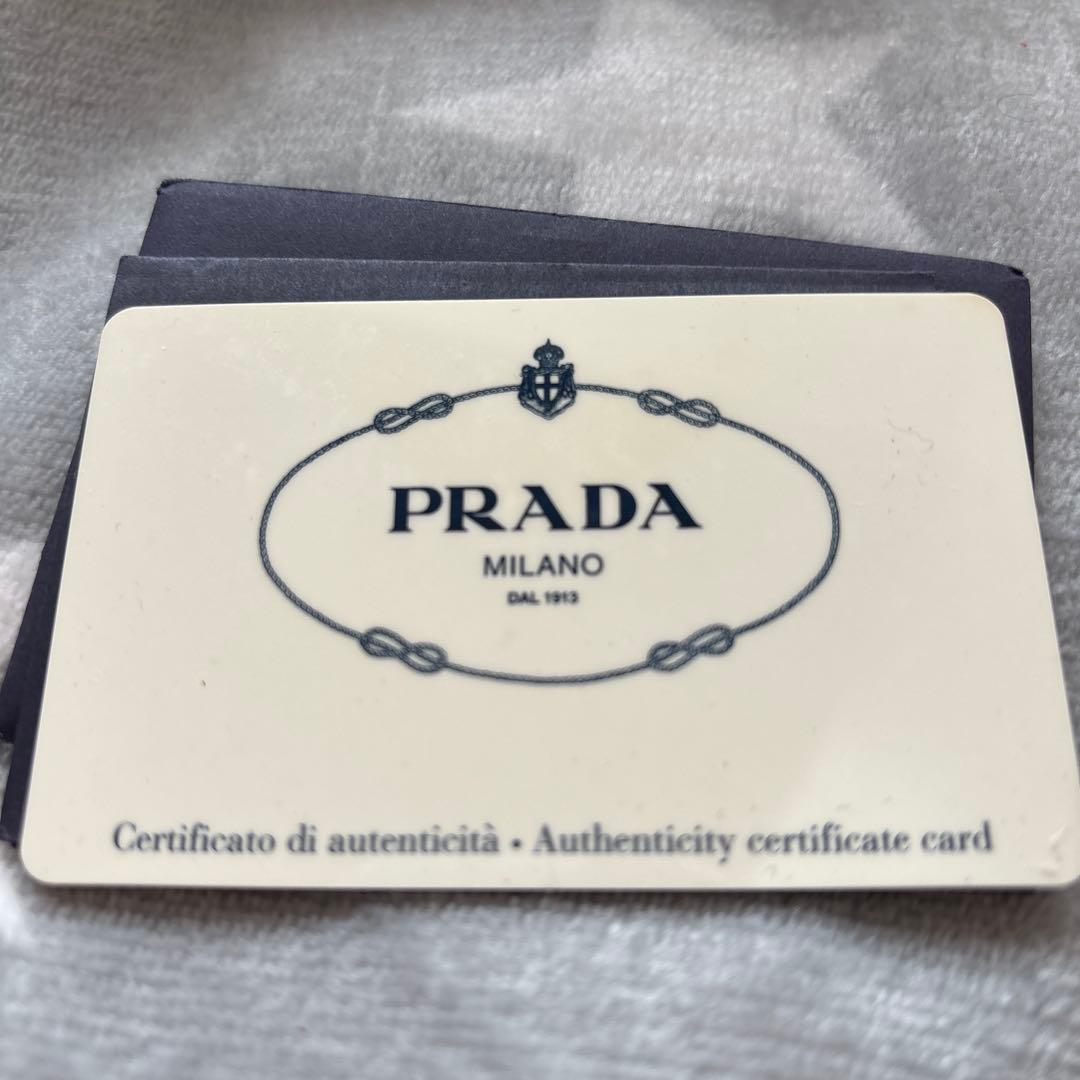 PRADA
MILANO
DAL 1913
Certificato di autenticità • Authenticity certificate card